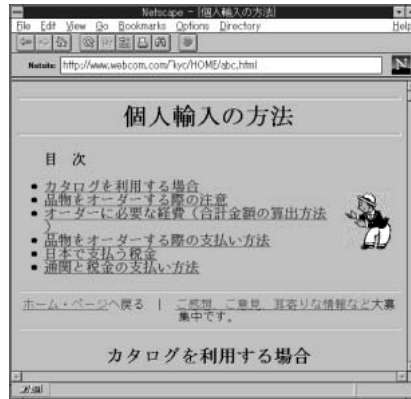 Netscape - [個人輸入の方法]
File Edit View Go Bookmarks Options Directory Help
Netsite: http://www.webcom.com/~kyc/HOME/abc.html
N
個人輸入の方法
目 次
カタログを利用する場合
品物をオーダーする際の注意
オーダーに必要な経費（合計金額の算出方法
）
品物をオーダーする際の支払い方法
日本で支払う税金
通関と税金の支払い方法
ホーム・ページへ戻る | ご感想、ご意見、耳寄りな情報など大募
集中です。
カタログを利用する場合